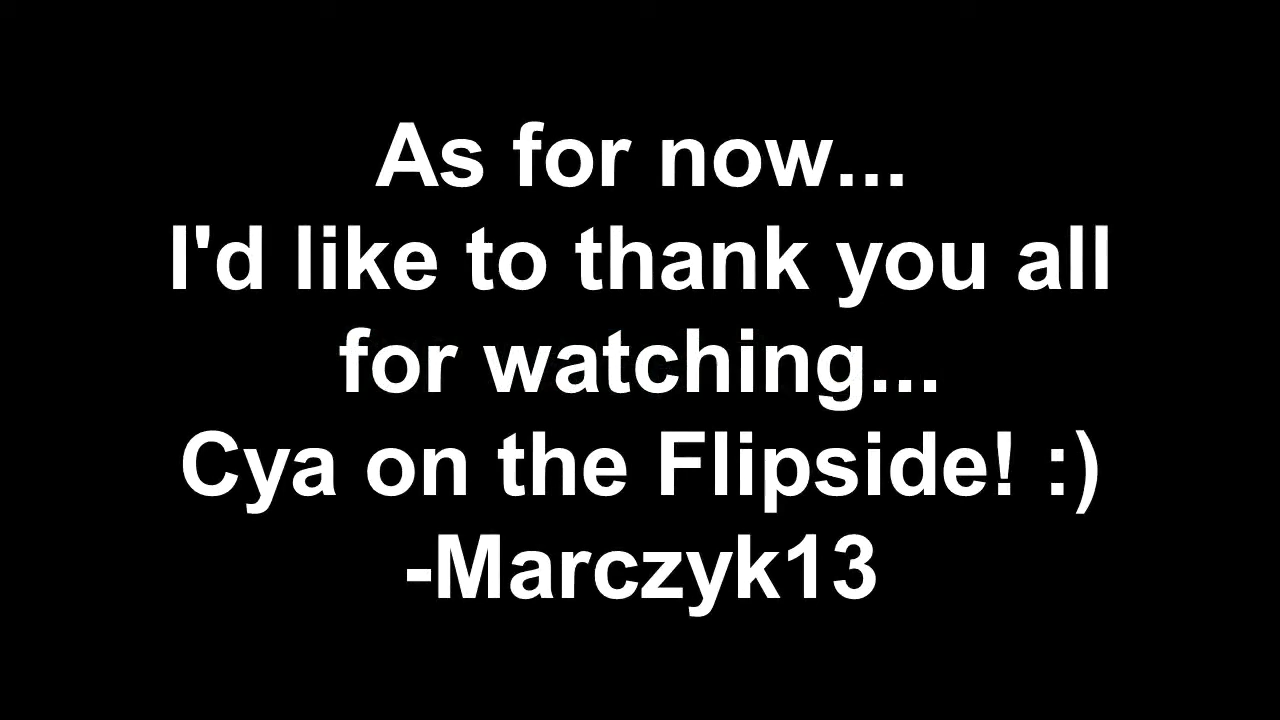 As for now...
I'd like to thank you all
for watching...
Cya on the Flipside! :)
-Marczyk13